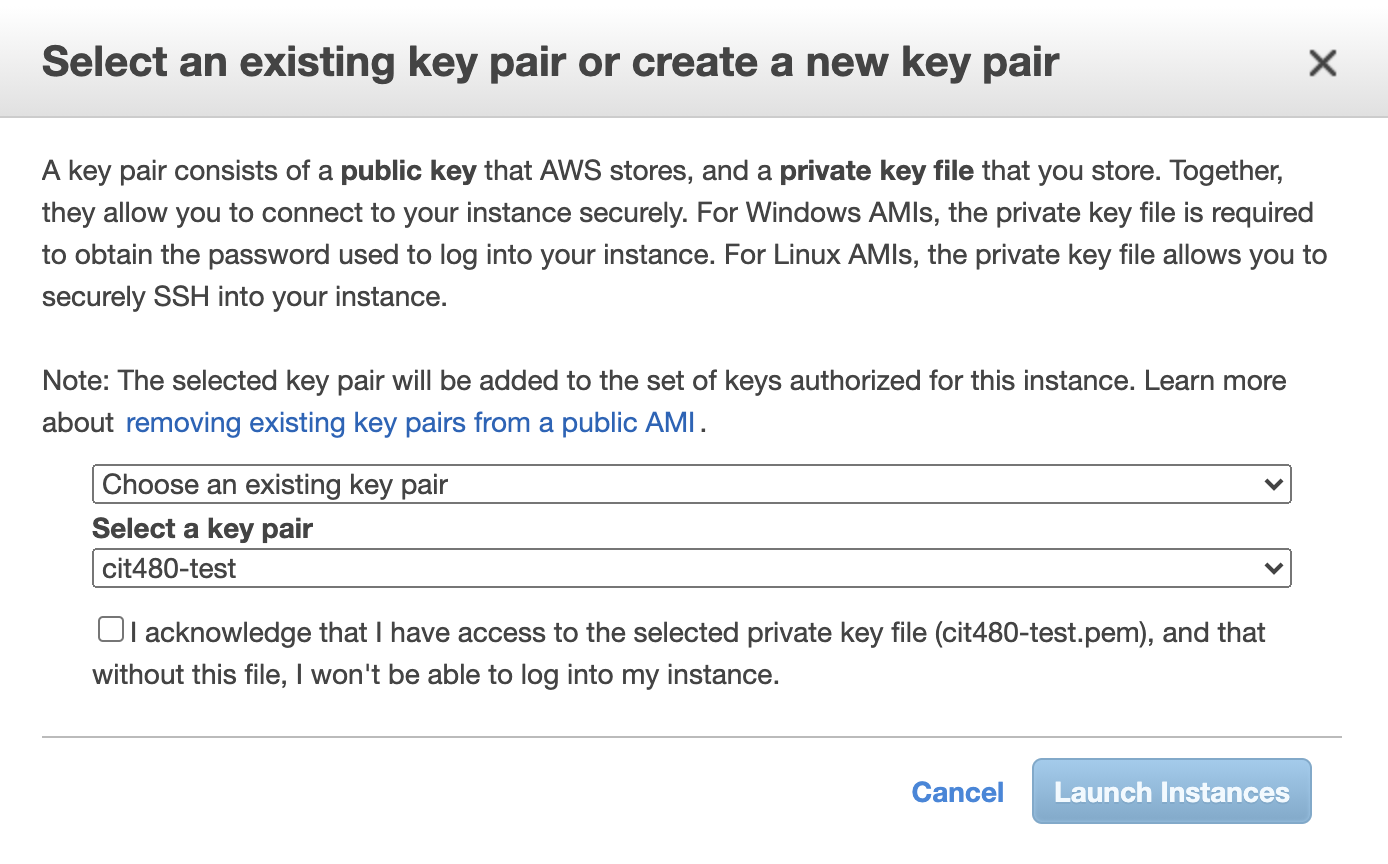 Select an existing key pair or create a new key pair
A key pair consists of a public key that AWS stores, and a private key file that you store. Together,
they allow you to connect to your instance securely. For Windows AMIs, the private key file is required
to obtain the password used to log into your instance. For Linux AMIs, the private key file allows you to
securely SSH into your instance.
Note: The selected key pair will be added to the set of keys authorized for this instance. Learn more
about removing existing key pairs from a public AMI.
Choose an existing key pair
Select a key pair
cit480-test
I acknowledge that I have access to the selected private key file (cit480-test.pem), and that
without this file, I won't be able to log into my instance.
Cancel Launch Instances